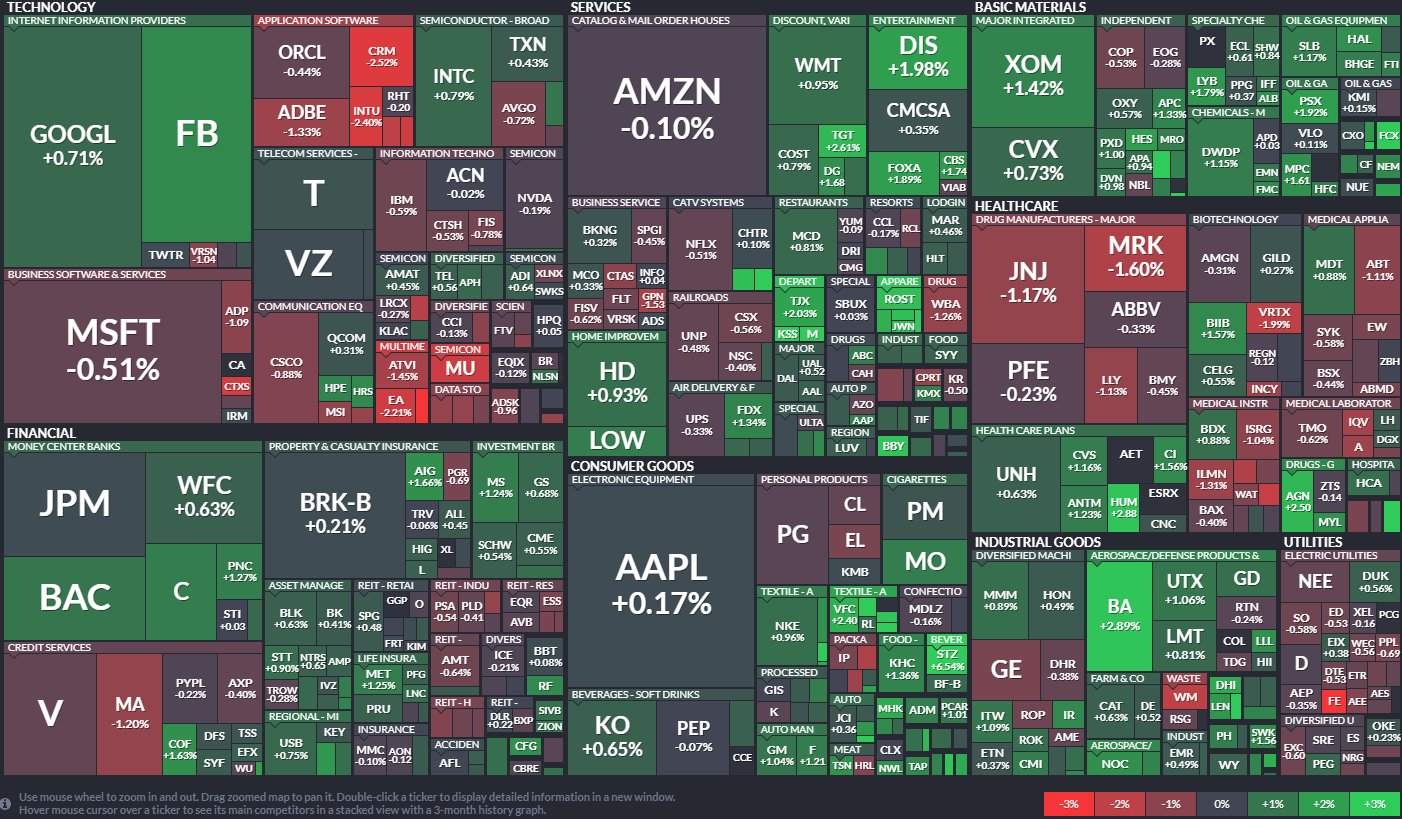 TECHNOLOGY
INTERNET INFORMATION PROVIDERS
GOOGL
+0.71%
FB
TWTR
VRSN
-1.04
APPLICATION SOFTWARE
ORCL
-0.44%
CRM
-2.52%
ADBE
-1.33%
INTU
-2.40%
RHT
-0.20
SEMICONDUCTOR - BROAD
INTC
+0.79%
TXN
+0.43%
AVGO
-0.72%
TELECOM SERVICES -
T
VZ
INFORMATION TECHNO
IBM
-0.59%
ACN
-0.02%
CTSH
-0.53%
FIS
-0.78%
SEMICON
NVDA
-0.19%
BUSINESS SOFTWARE & SERVICES
MSFT
-0.51%
ADP
-1.09
CA
CTXS
IRM
COMMUNICATION EQ
CSCO
-0.88%
QCOM
+0.31%
HPE
HRS
MSI
SEMICON
AMAT
+0.45%
LRCX
-0.27%
KLAC
DIVERSIFIED
TEL
+0.56
APH
SEMICON
ADI
+0.64
XLNX
SWKS
DIVERSIFIE
CCI
-0.13%
SCIEN
FTV
HPQ
+0.05
MULTIME
ATVI
-1.45%
EA
-2.21%
SEMICON
MU
DATA STO
EQIX
-0.12%
BR
NLSN
ADSK
-0.96
SERVICES
CATALOG & MAIL ORDER HOUSES
AMZN
-0.10%
DISCOUNT, VARI
WMT
+0.95%
COST
+0.79%
TGT
+2.61%
DG
+1.68
ENTERTAINMENT
DIS
+1.98%
CMCSA
+0.35%
FOXA
+1.89%
CBS
+1.74
VIAB
BUSINESS SERVICE
BKNG
+0.32%
SPGI
-0.45%
MCO
+0.33%
CTAS
INFO
+0.04
FISV
-0.62%
FLT
GPN
-1.53
VRSK
ADS
CATV SYSTEMS
NFLX
-0.51%
CHTR
+0.10%
RESTAURANTS
MCD
+0.81%
YUM
-0.09
DRI
CMG
RESORTS
CCL
-0.17%
RCL
LODGIN
MAR
+0.46%
HLT
RAILROADS
UNP
-0.48%
CSX
-0.56%
NSC
-0.40%
DEPART
TJX
+2.03%
KSS
M
SPECIAL
SBUX
+0.03%
APPARE
ROST
JWN
DRUG
WBA
-1.26%
HOME IMPROVEM
HD
+0.93%
LOW
AIR DELIVERY & F
UPS
-0.33%
FDX
+1.34%
MAJOR
DAL
UAL
+0.52
AAL
SPECIAL
ULTA
DRUGS
ABC
CAH
AUTO P
AZO
AAP
REGION
LUV
INDUST
FOOD
SYY
CPRT
KMX
KR
-0.50
TIF
BBY
BASIC MATERIALS
MAJOR INTEGRATED
XOM
+1.42%
CVX
+0.73%
INDEPENDENT
COP
-0.53%
EOG
-0.28%
OXY
+0.57%
APC
+1.33%
PXD
+1.00
HES
MRO
APA
+0.94
DVN
+0.98
NBL
SPECIALTY CHE
PX
ECL
+0.61
SHW
+0.84
LYB
+1.79%
PPG
+0.37
IFF
ALB
CHEMICALS - M
DWDP
+1.15%
APD
+0.03
EMN
FMC
OIL & GAS EQUIPMEN
SLB
+1.17%
HAL
BHGE
FTI
OIL & GA
PSX
+1.92%
VLO
+0.11%
MPC
+1.61
HFC
OIL & GAS
KMI
+0.15%
CXO
FCX
CF
NEM
NUE
HEALTHCARE
DRUG MANUFACTURERS - MAJOR
JNJ
-1.17%
MRK
-1.60%
PFE
-0.23%
ABBV
-0.33%
LLY
-1.13%
BMY
-0.45%
BIOTECHNOLOGY
AMGN
-0.31%
GILD
+0.27%
BIIB
+1.57%
VRTX
-1.99%
CELG
+0.55%
REGN
-0.12
INCY
MEDICAL APPLIA
MDT
+0.88%
ABT
-1.11%
SYK
-0.58%
EW
BSX
-0.44%
ZBH
ABMD
HEALTH CARE PLANS
UNH
+0.63%
CVS
+1.16%
AET
CI
+1.56%
ANTM
+1.23%
HUM
+2.88
ESRX
CNC
MEDICAL INSTR
BDX
+0.88%
ISRG
-1.04%
ILMN
-1.31%
WAT
BAX
-0.40%
MEDICAL LABORATOR
TMO
-0.62%
IQV
LH
A
DGX
DRUGS - G
AGN
+2.50
ZTS
-0.14
MYL
HOSPITA
HCA
FINANCIAL
MONEY CENTER BANKS
JPM
WFC
+0.63%
BAC
C
PNC
+1.27%
STI
+0.03
PROPERTY & CASUALTY INSURANCE
BRK-B
+0.21%
AIG
+1.66%
PGR
-0.69
TRV
-0.06%
ALL
+0.45
HIG
XL
L
INVESTMENT BR
MS
+1.24%
GS
+0.68%
SCHW
+0.54%
CME
+0.55%
CREDIT SERVICES
V
MA
-1.20%
PYPL
-0.22%
AXP
-0.40%
COF
+1.63%
DFS
TSS
SYF
EFX
WU
ASSET MANAGE
BLK
+0.63%
BK
+0.41%
STT
+0.90%
NTRS
+0.65
AMP
TROW
-0.28%
IVZ
REGIONAL - MI
USB
+0.75%
KEY
REIT - RETAI
SPG
+0.48
GGP
O
FRT
KIM
LIFE INSURA
MET
+1.25%
PFG
LNC
PRU
INSURANCE
MMC
-0.10%
AON
-0.12
REIT - INDU
PSA
-0.54
PLD
-0.41
REIT - RES
EQR
ESS
AVB
REIT -
AMT
-0.64%
DIVERS
ICE
-0.21%
BBT
+0.08%
RF
REIT - H
REIT -
DLR
+0.22
BXP
SIVB
ZION
ACCIDEN
AFL
CFG
CBRE
CONSUMER GOODS
ELECTRONIC EQUIPMENT
AAPL
+0.17%
BEVERAGES - SOFT DRINKS
KO
+0.65%
PEP
-0.07%
CCE
PERSONAL PRODUCTS
PG
CL
EL
KMB
CIGARETTES
PM
MO
TEXTILE - A
NKE
+0.96%
TEXTILE - A
VFC
+2.40
RL
CONFECTIO
MDLZ
-0.16%
PACKA
IP
FOOD -
KHC
+1.36%
BEVER
STZ
+6.54%
BF-B
PROCESSED
GIS
K
AUTO
JCI
+0.36
MHK
ADM
PCAR
+1.01
AUTO MAN
GM
+1.04%
F
+1.21
MEAT
TSN
HRL
CLX
NWL
TAP
INDUSTRIAL GOODS
DIVERSIFIED MACHI
MMM
+0.89%
HON
+0.49%
GE
DHR
-0.38%
ITW
+1.09%
ROP
IR
ROK
AME
ETN
+0.37%
CMI
AEROSPACE/DEFENSE PRODUCTS &
BA
+2.89%
UTX
+1.06%
GD
LMT
+0.81%
RTN
-0.24%
COL
LLL
TDG
HII
FARM & CO
CAT
+0.63%
DE
+0.52
WASTE
WM
RSG
DHI
LEN
AEROSPACE/
NOC
INDUST
EMR
+0.49%
PH
SWK
+1.56
WY
UTILITIES
ELECTRIC UTILITIES
NEE
DUK
+0.56%
SO
-0.58%
ED
-0.53
XEL
-0.16
PCG
D
EIX
+0.38
WEC
-0.56
PPL
-0.69
DTE
-0.53
ETR
AEP
-0.35%
FE
AEE
AES
DIVERSIFIED U
EXC
-0.60
SRE
ES
OKE
+0.23%
PEG
NRG
Use mouse wheel to zoom in and out. Drag zoomed map to pan it. Double-click a ticker to display detailed information in a new window.
Hover mouse cursor over a ticker to see its main competitors in a stacked view with a 3-month history graph.
-3%
-2%
-1%
0%
+1%
+2%
+3%